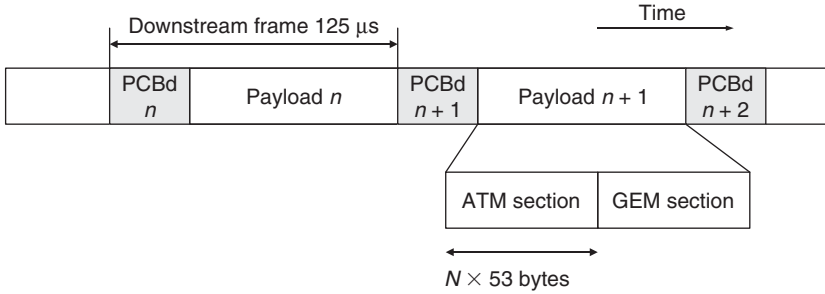 Downstream frame 125 μs
Time
PCBd
n
Payload n
PCBd
n + 1
Payload n + 1
PCBd
n + 2
ATM section
GEM section
N × 53 bytes